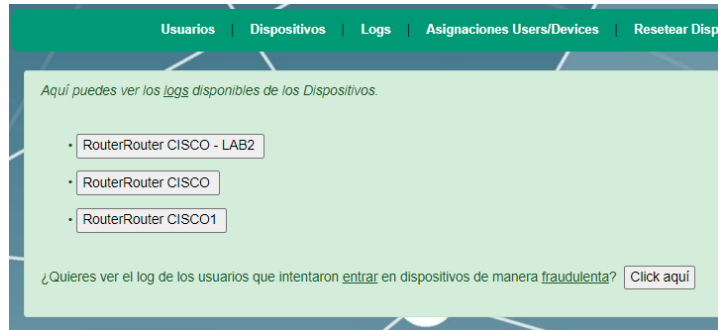 Usuarios | Dispositivos | Logs | Asignaciones Users/Devices | Resetear Disp
Aquí puedes ver los logs disponibles de los Dispositivos.
• RouterRouter CISCO - LAB2
• RouterRouter CISCO
• RouterRouter CISCO1
¿Quieres ver el log de los usuarios que intentaron entrar en dispositivos de manera fraudulenta? Click aquí